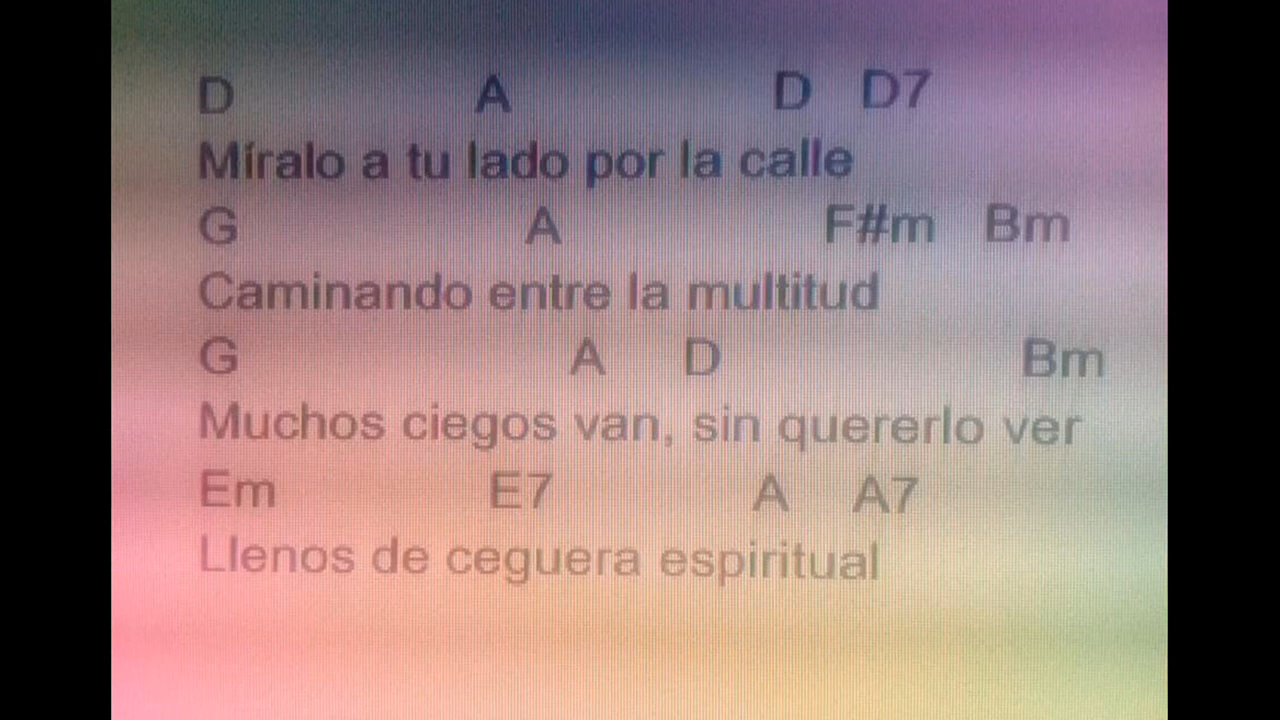 D A D D7
Míralo a tu lado por la calle
G A F#m Bm
Caminando entre la multitud
G A D Bm
Muchos ciegos van, sin quererlo ver
Em E7 A A7
Llenos de ceguera espiritual